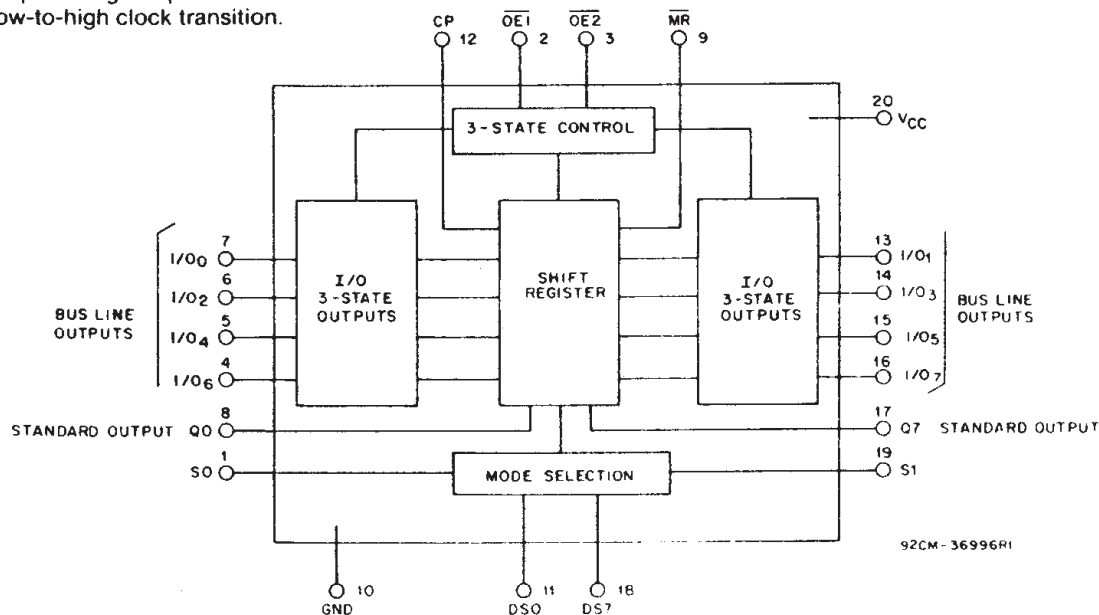 ow-to-high clock transition.
CP 12
OE1 2
OE2 3
MR 9
20 VCC
3-STATE CONTROL
BUS LINE
OUTPUTS
7 I/O0
6 I/O2
5 I/O4
4 I/O6
I/O
3-STATE
OUTPUTS
SHIFT
REGISTER
I/O
3-STATE
OUTPUTS
13 I/O1
14 I/O3
15 I/O5
16 I/O7
BUS LINE
OUTPUTS
STANDARD OUTPUT Q0 8
17 Q7 STANDARD OUTPUT
S0 1
MODE SELECTION
19 S1
92CM-36996R1
10 GND
11 DS0
18 DS7